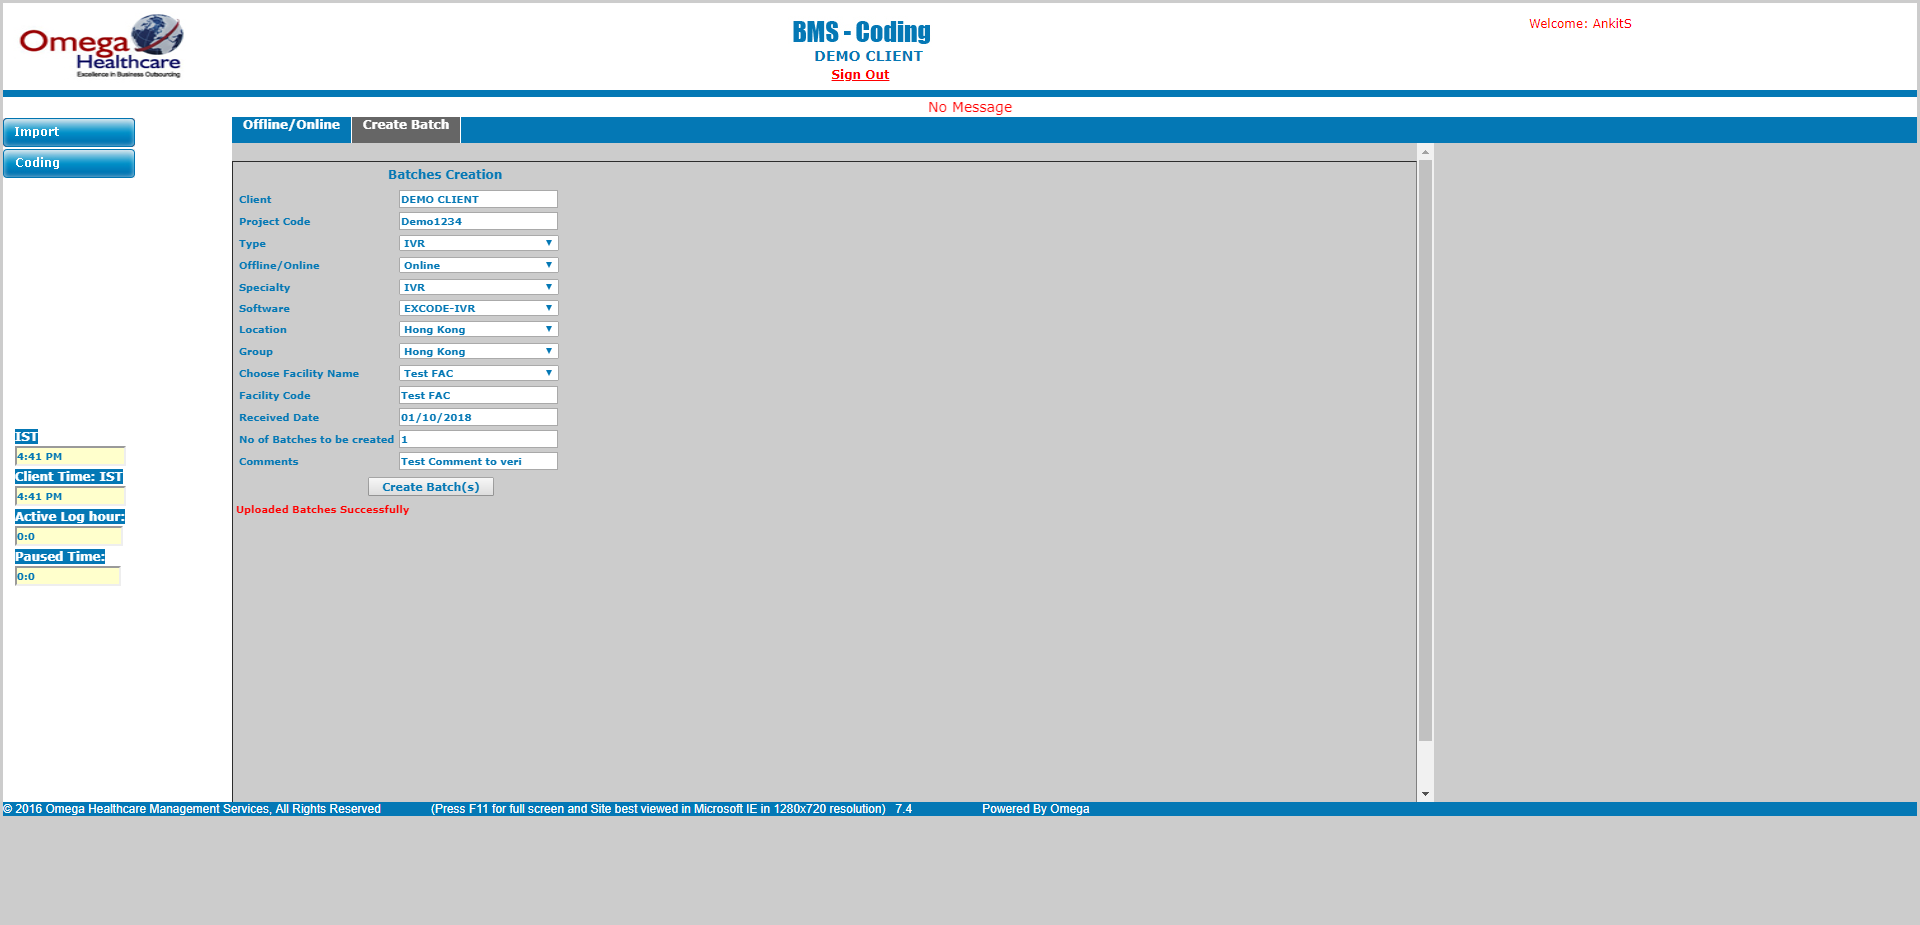 Omega
Healthcare
Excellence in Business Outsourcing
BMS - Coding
DEMO CLIENT
Sign Out
Welcome: AnkitS
No Message
Import
Coding
Offline/Online Create Batch
Batches Creation
Client DEMO CLIENT
Project Code Demo1234
Type IVR
Offline/Online Online
Specialty IVR
Software EXCODE-IVR
Location Hong Kong
Group Hong Kong
Choose Facility Name Test FAC
Facility Code Test FAC
Received Date 01/10/2018
No of Batches to be created 1
Comments Test Comment to veri
Create Batch(s)
Uploaded Batches Successfully
IST
4:41 PM
Client Time: IST
4:41 PM
Active Log hour:
0:0
Paused Time:
0:0
© 2016 Omega Healthcare Management Services, All Rights Reserved (Press F11 for full screen and Site best viewed in Microsoft IE in 1280x720 resolution) 7.4 Powered By Omega